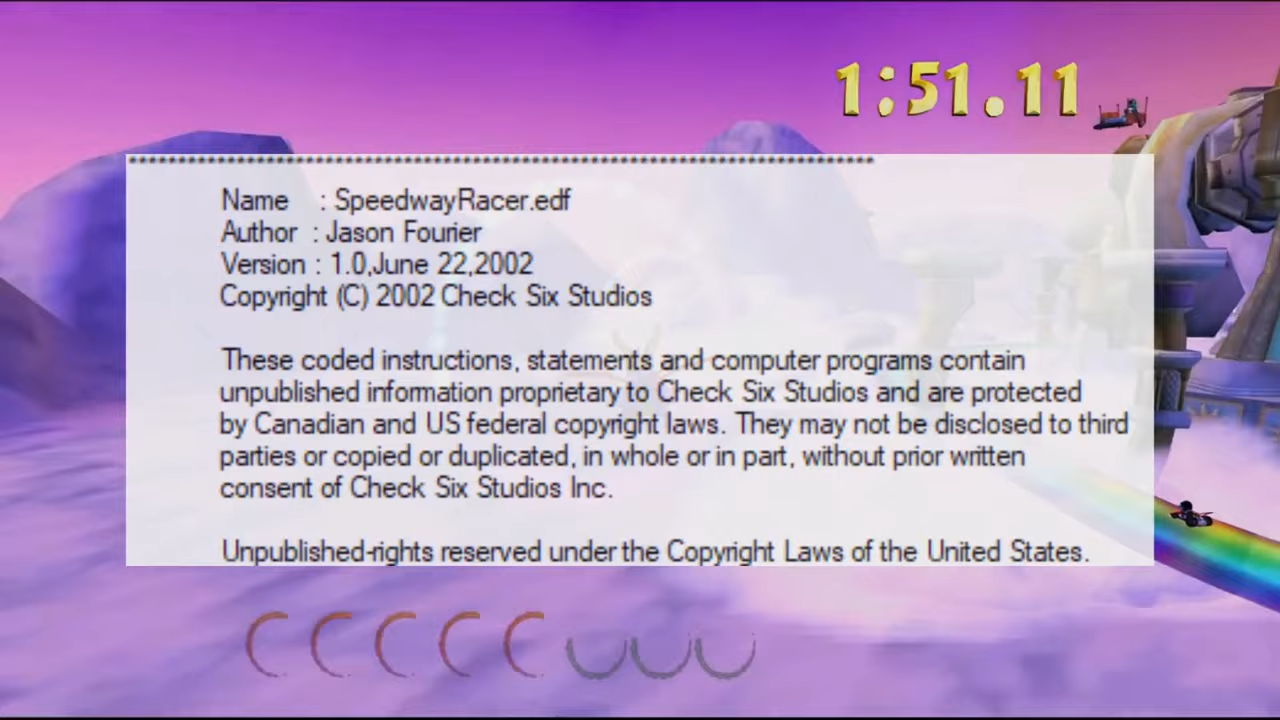 1:51.11
**********************************************************************
Name : SpeedwayRacer.edf
Author : Jason Fourier
Version : 1.0,June 22,2002
Copyright (C) 2002 Check Six Studios
These coded instructions, statements and computer programs contain
unpublished information proprietary to Check Six Studios and are protected
by Canadian and US federal copyright laws. They may not be disclosed to third
parties or copied or duplicated, in whole or in part, without prior written
consent of Check Six Studios Inc.
Unpublished-rights reserved under the Copyright Laws of the United States.